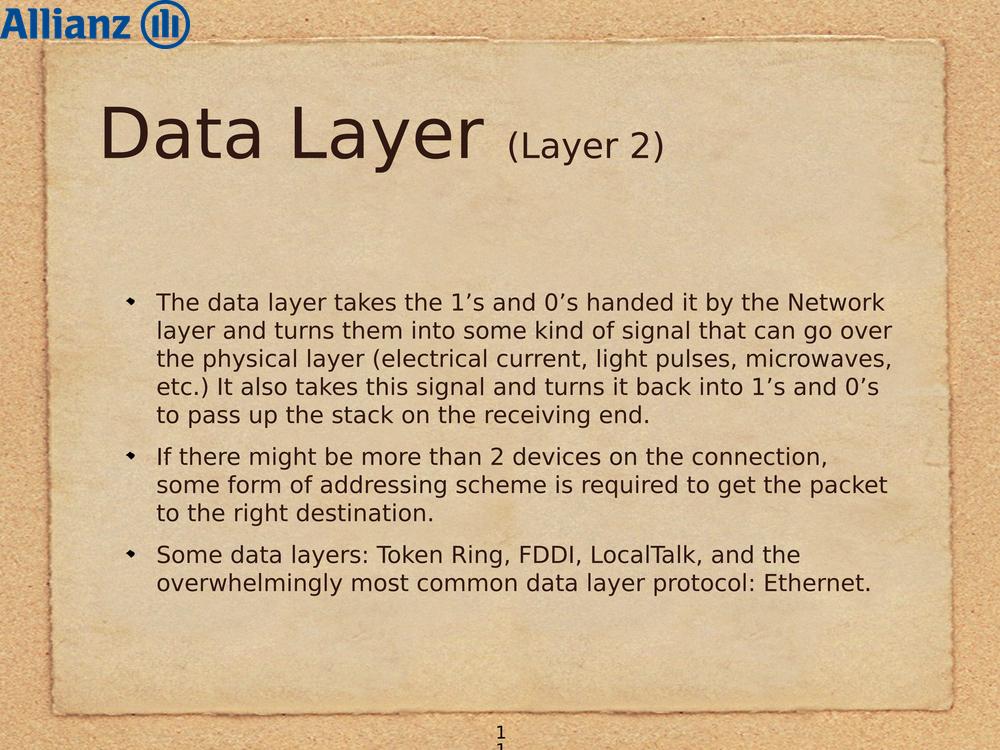 Allianz
Data Layer (Layer 2)
The data layer takes the 1’s and 0’s handed it by the Network
layer and turns them into some kind of signal that can go over
the physical layer (electrical current, light pulses, microwaves,
etc.) It also takes this signal and turns it back into 1’s and 0’s
to pass up the stack on the receiving end.
If there might be more than 2 devices on the connection,
some form of addressing scheme is required to get the packet
to the right destination.
Some data layers: Token Ring, FDDI, LocalTalk, and the
overwhelmingly most common data layer protocol: Ethernet.
1
1